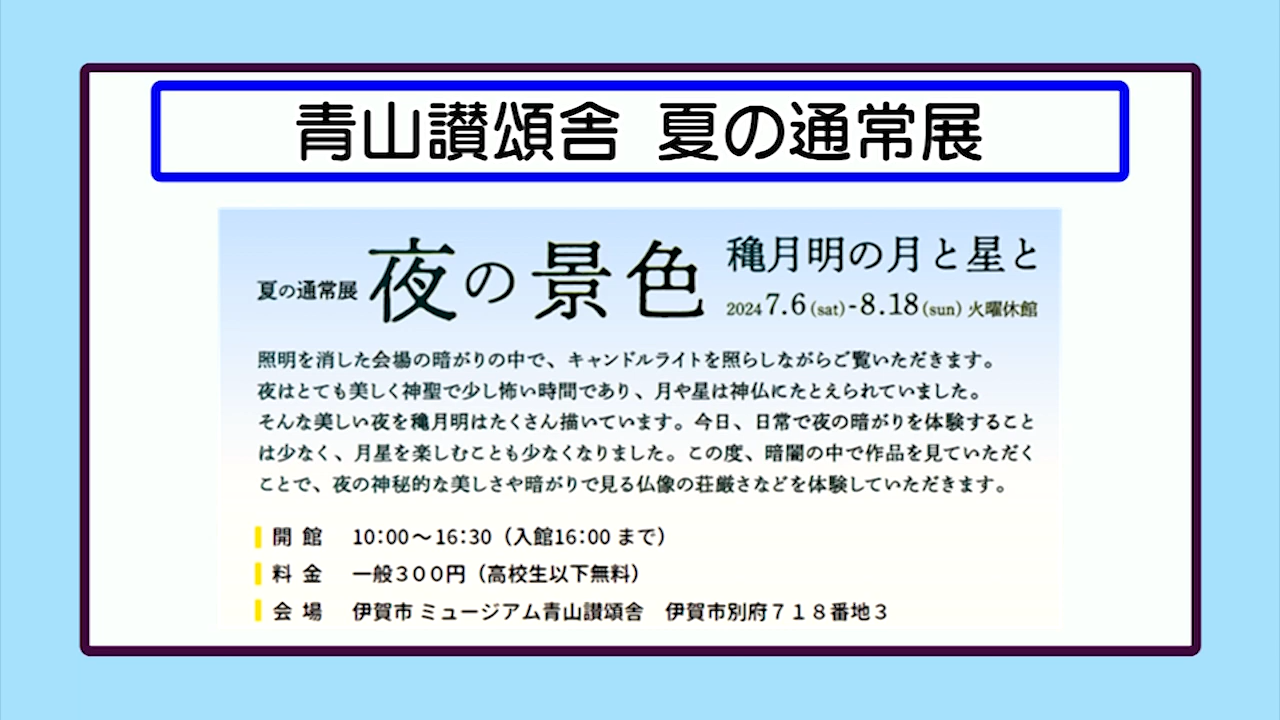 青山讃頌舎 夏の通常展
夏の通常展 夜の景色 穐月明の月と星と
2024 7.6(sat)-8.18(sun) 火曜休館
照明を消した会場の暗がりの中で、キャンドルライトを照らしながらご覧いただきます。
夜はとても美しく神聖で少し怖い時間であり、月や星は神仏にたとえられていました。
そんな美しい夜を穐月明はたくさん描いています。今日、日常で夜の暗がりを体験すること
は少なく、月星を楽しむことも少なくなりました。この度、暗闇の中で作品を見ていただく
ことで、夜の神秘的な美しさや暗がりで見る仏像の荘厳さなどを体験していただきます。
開館 10:00～16:30（入館16:00 まで）
料金 一般３００円（高校生以下無料）
会場 伊賀市 ミュージアム青山讃頌舎 伊賀市別府７１８番地３